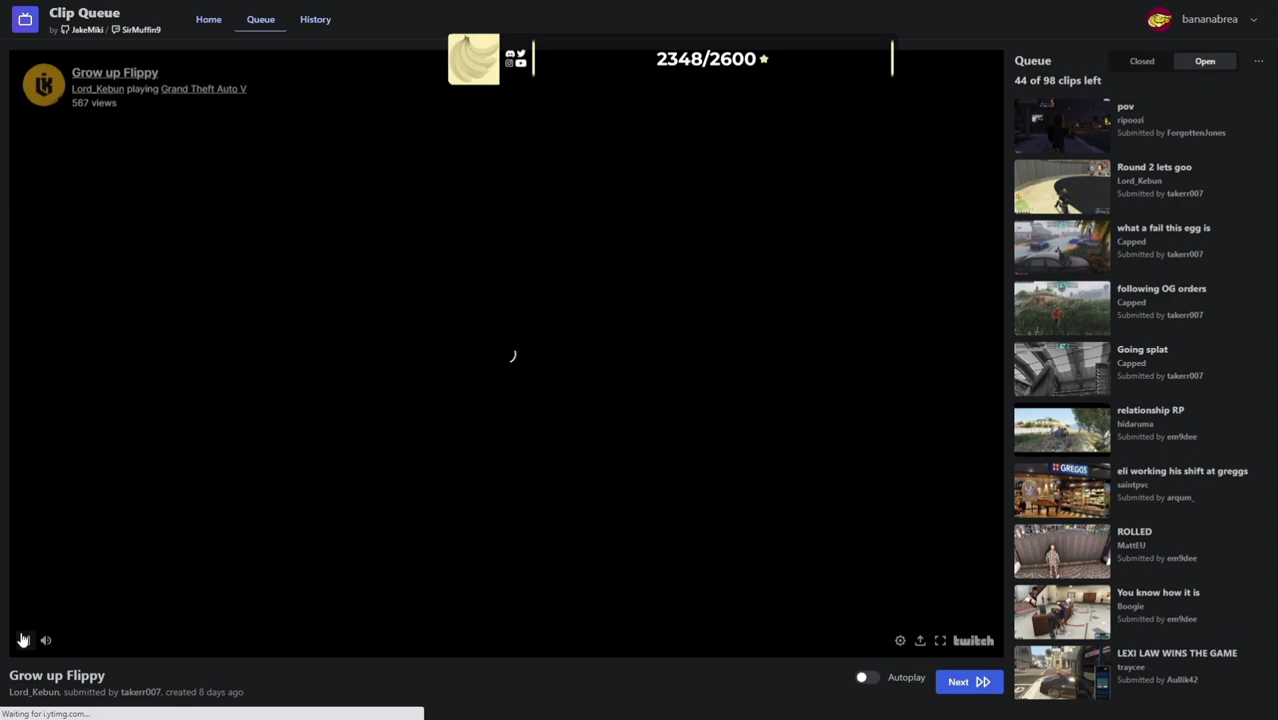 Clip Queue
by JakeMiki / SirMuffin9
Home
Queue
History
bananabrea
2348/2600
Grow up Flippy
Lord_Kebun playing Grand Theft Auto V
567 views
twitch
Grow up Flippy
Lord_Kebun, submitted by takerr007, created 8 days ago
Autoplay
Next
Waiting for i.ytimg.com...
Queue
Closed
Open
44 of 98 clips left
pov
ripoozi
Submitted by ForgottenJones
Round 2 lets goo
Lord_Kebun
Submitted by takerr007
what a fail this egg is
Capped
Submitted by takerr007
following OG orders
Capped
Submitted by takerr007
Going splat
Capped
Submitted by takerr007
relationship RP
hidaruma
Submitted by em9dee
GREGGS
eli working his shift at greggs
saintpvc
Submitted by arqum_
ROLLED
MattEU
Submitted by em9dee
You know how it is
Boogie
Submitted by em9dee
LEXI LAW WINS THE GAME
traycee
Submitted by Aullik42